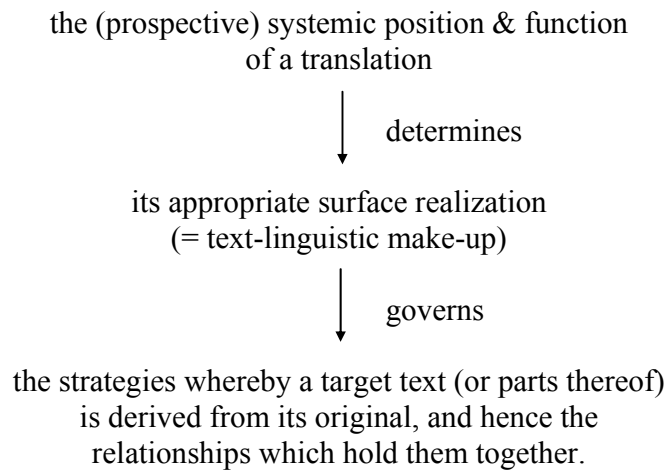 the (prospective) systemic position & function
of a translation
determines
its appropriate surface realization
(= text-linguistic make-up)
governs
the strategies whereby a target text (or parts thereof)
is derived from its original, and hence the
relationships which hold them together.